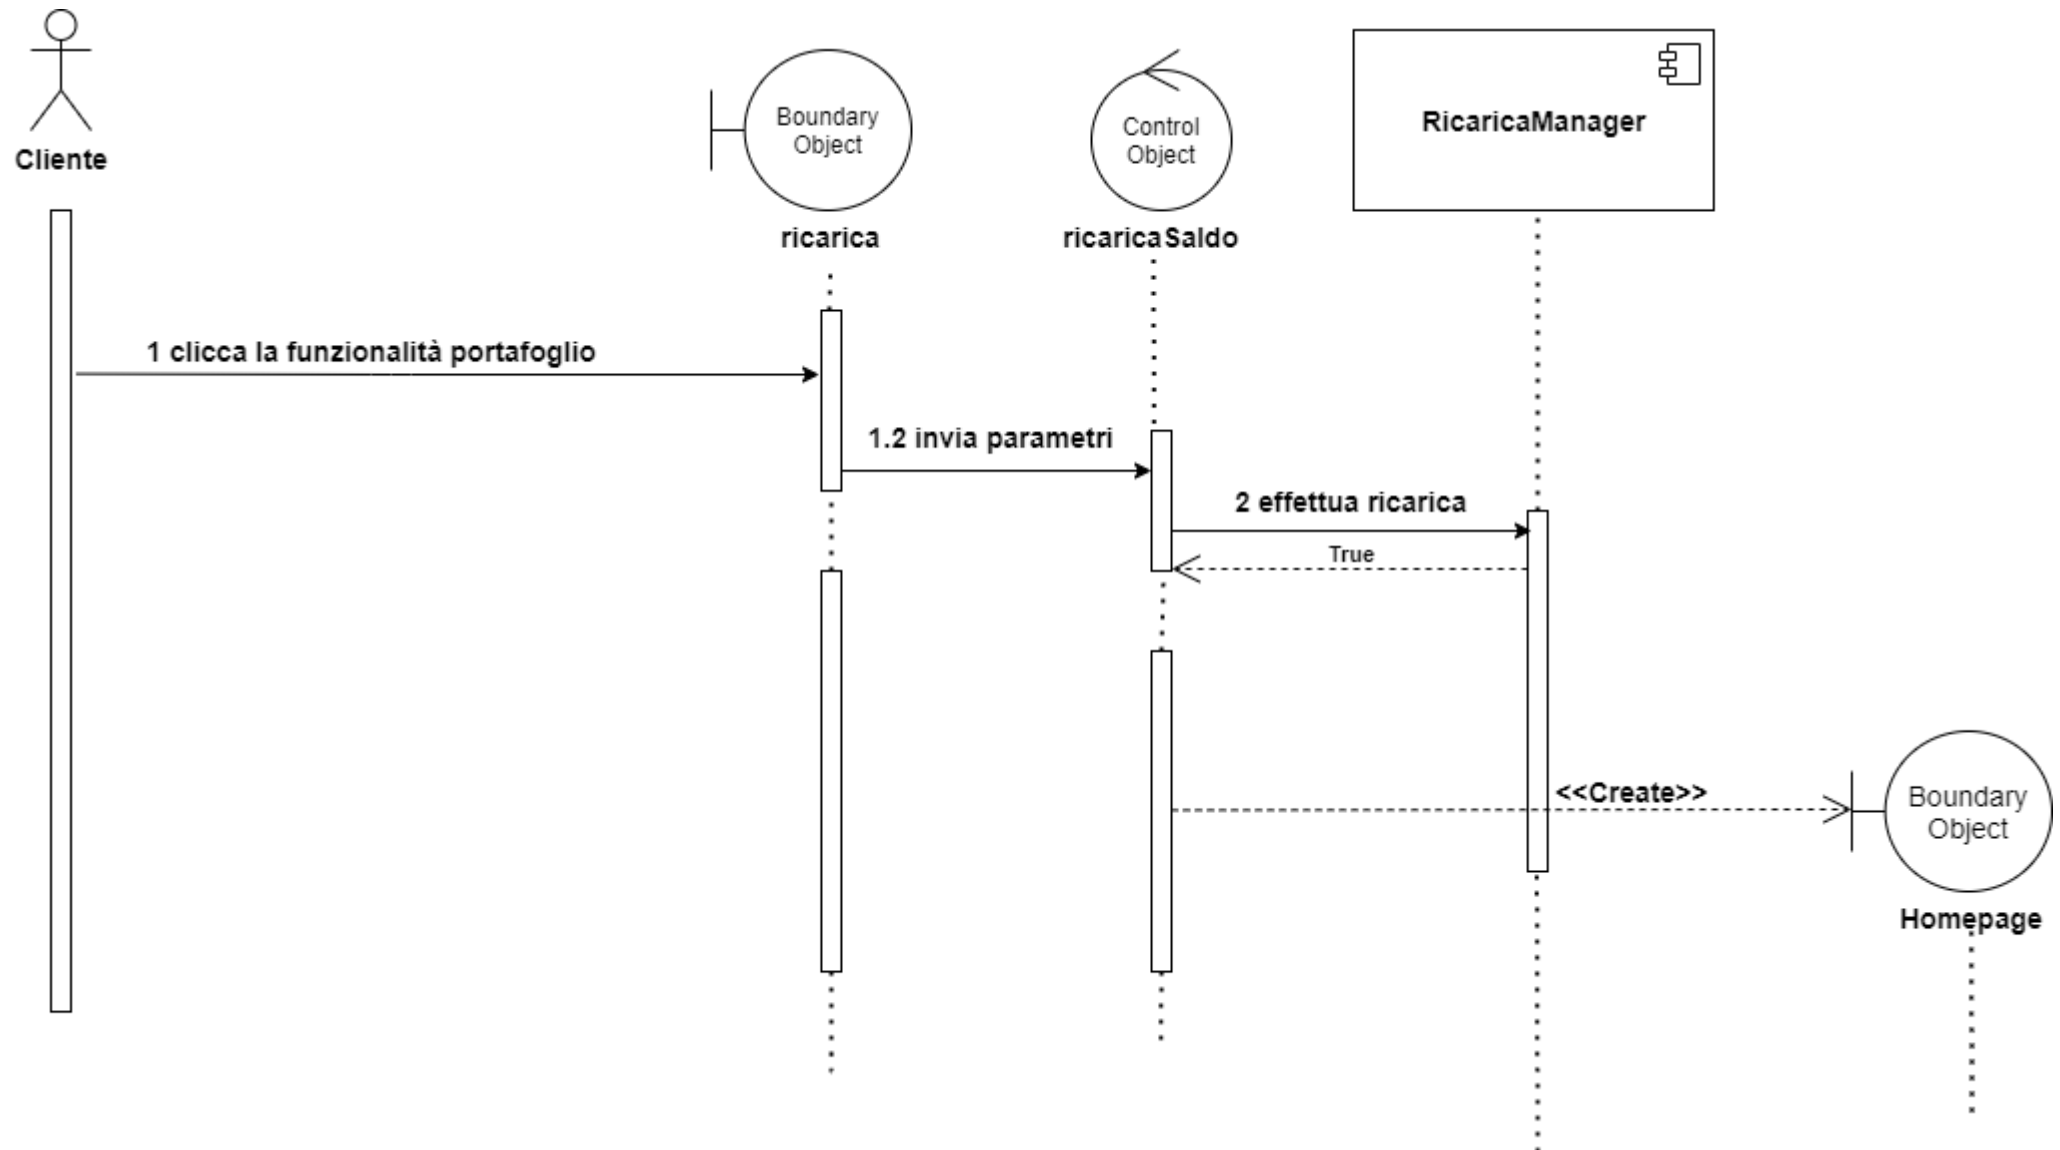 Cliente
Boundary
Object
ricarica
Control
Object
ricaricaSaldo
RicaricaManager
1 clicca la funzionalità portafoglio
1.2 invia parametri
2 effettua ricarica
True
<<Create>>
Boundary
Object
Homepage